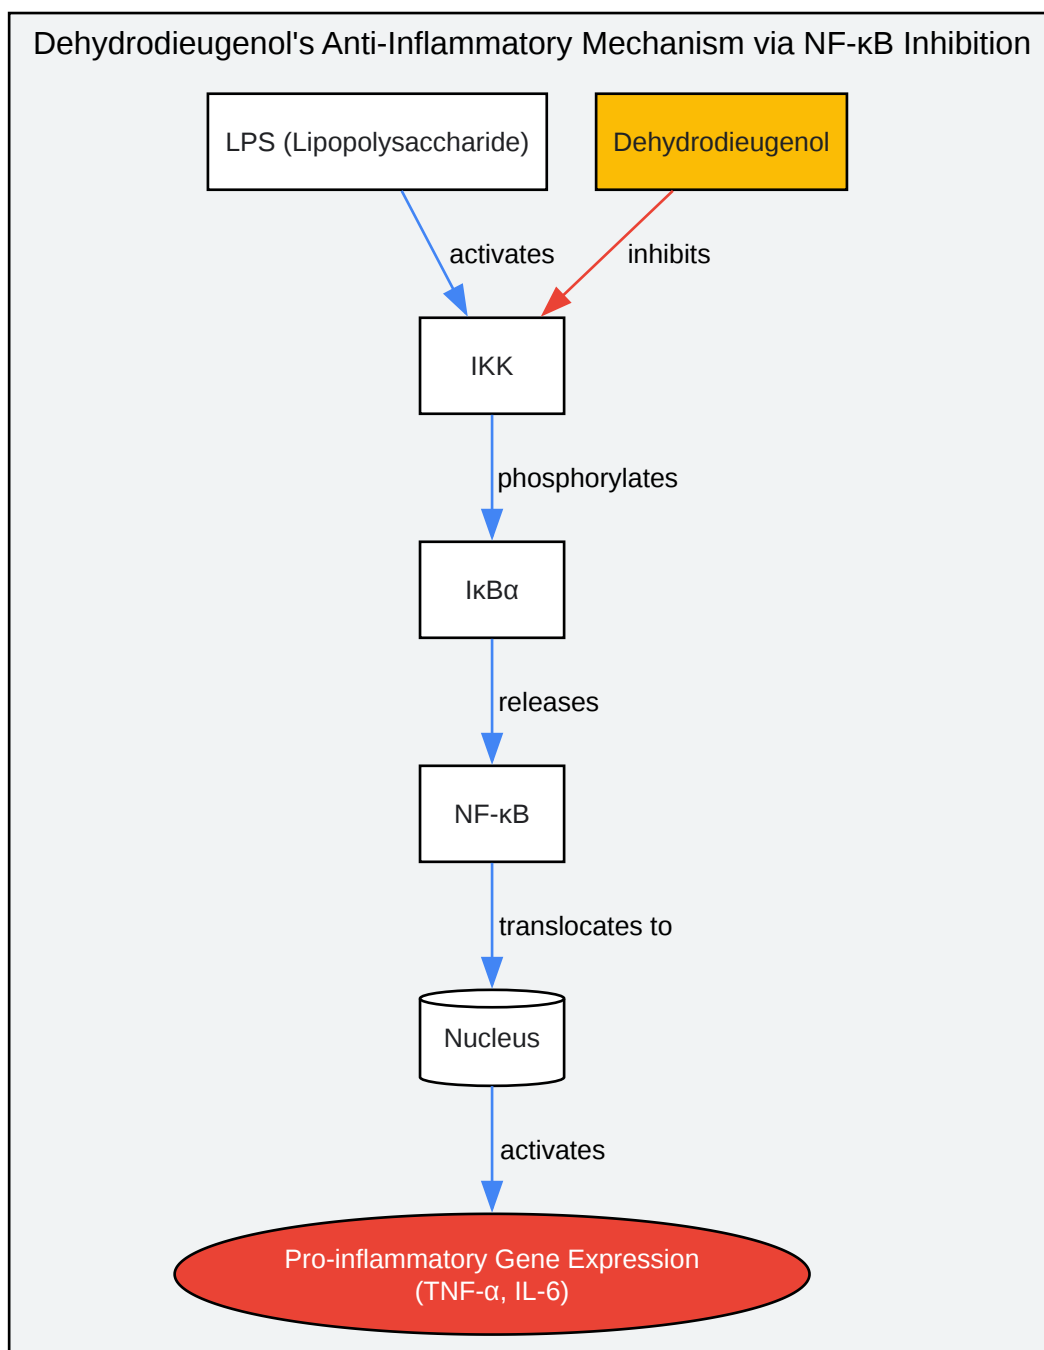 Dehydrodieugenol's Anti-Inflammatory Mechanism via NF-κB Inhibition
LPS (Lipopolysaccharide)
Dehydrodieugenol
activates
inhibits
IKK
phosphorylates
IκBα
releases
NF-κB
translocates to
Nucleus
activates
Pro-inflammatory Gene Expression
(TNF-α, IL-6)